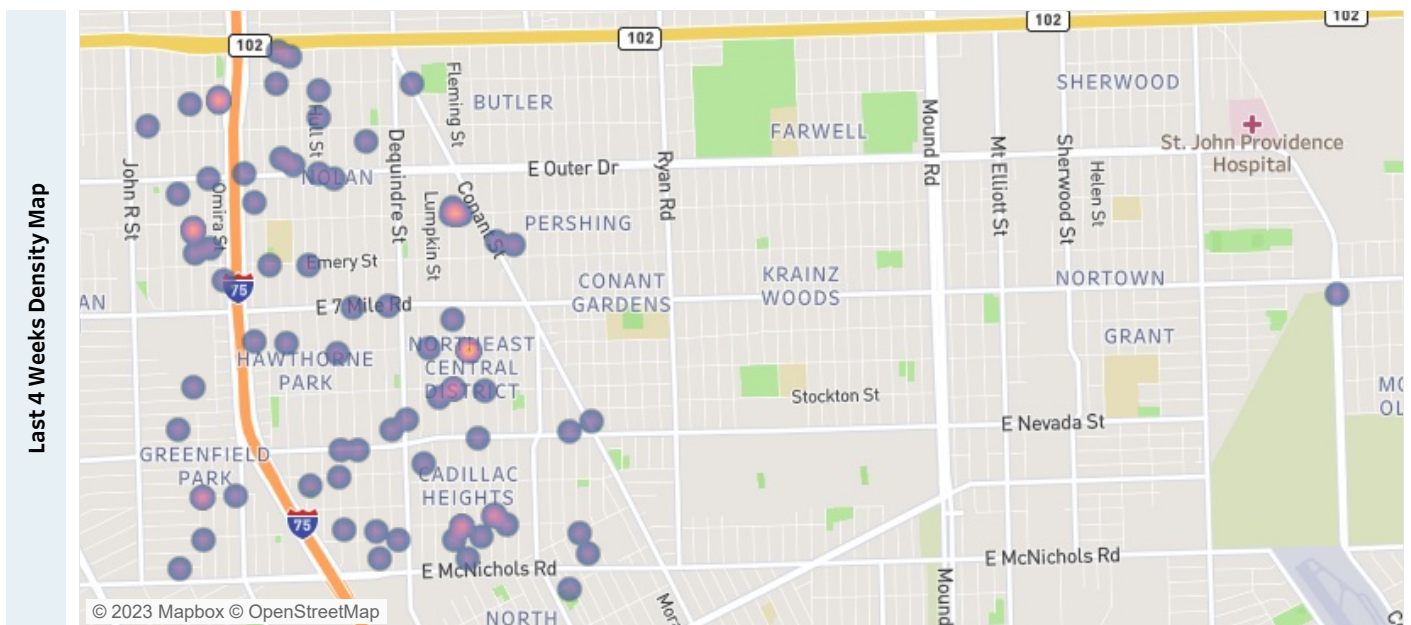 Last 4 Weeks Density Map
102
102
102
102
SHERWOOD
BUTLER
Fleming St
FARWELL
St. John Providence
Hospital
Hull St
Dequindre St
Mound Rd
Mt Elliott St
Sherwood St
Helen St
John R St
NOLAN
E Outer Dr
Ryan Rd
Omira St
Lumpkin St
Conant St
PERSHING
Emery St
CONANT
GARDENS
KRAINZ
WOODS
NORTOWN
75
AN
E 7 Mile Rd
GRANT
HAWTHORNE
PARK
NORTHEAST
CENTRAL
DISTRICT
Stockton St
MC
OL
E Nevada St
GREENFIELD
PARK
CADILLAC
HEIGHTS
75
E McNichols Rd
E McNichols Rd
Mound
Mora
NORTH
© 2023 Mapbox © OpenStreetMap